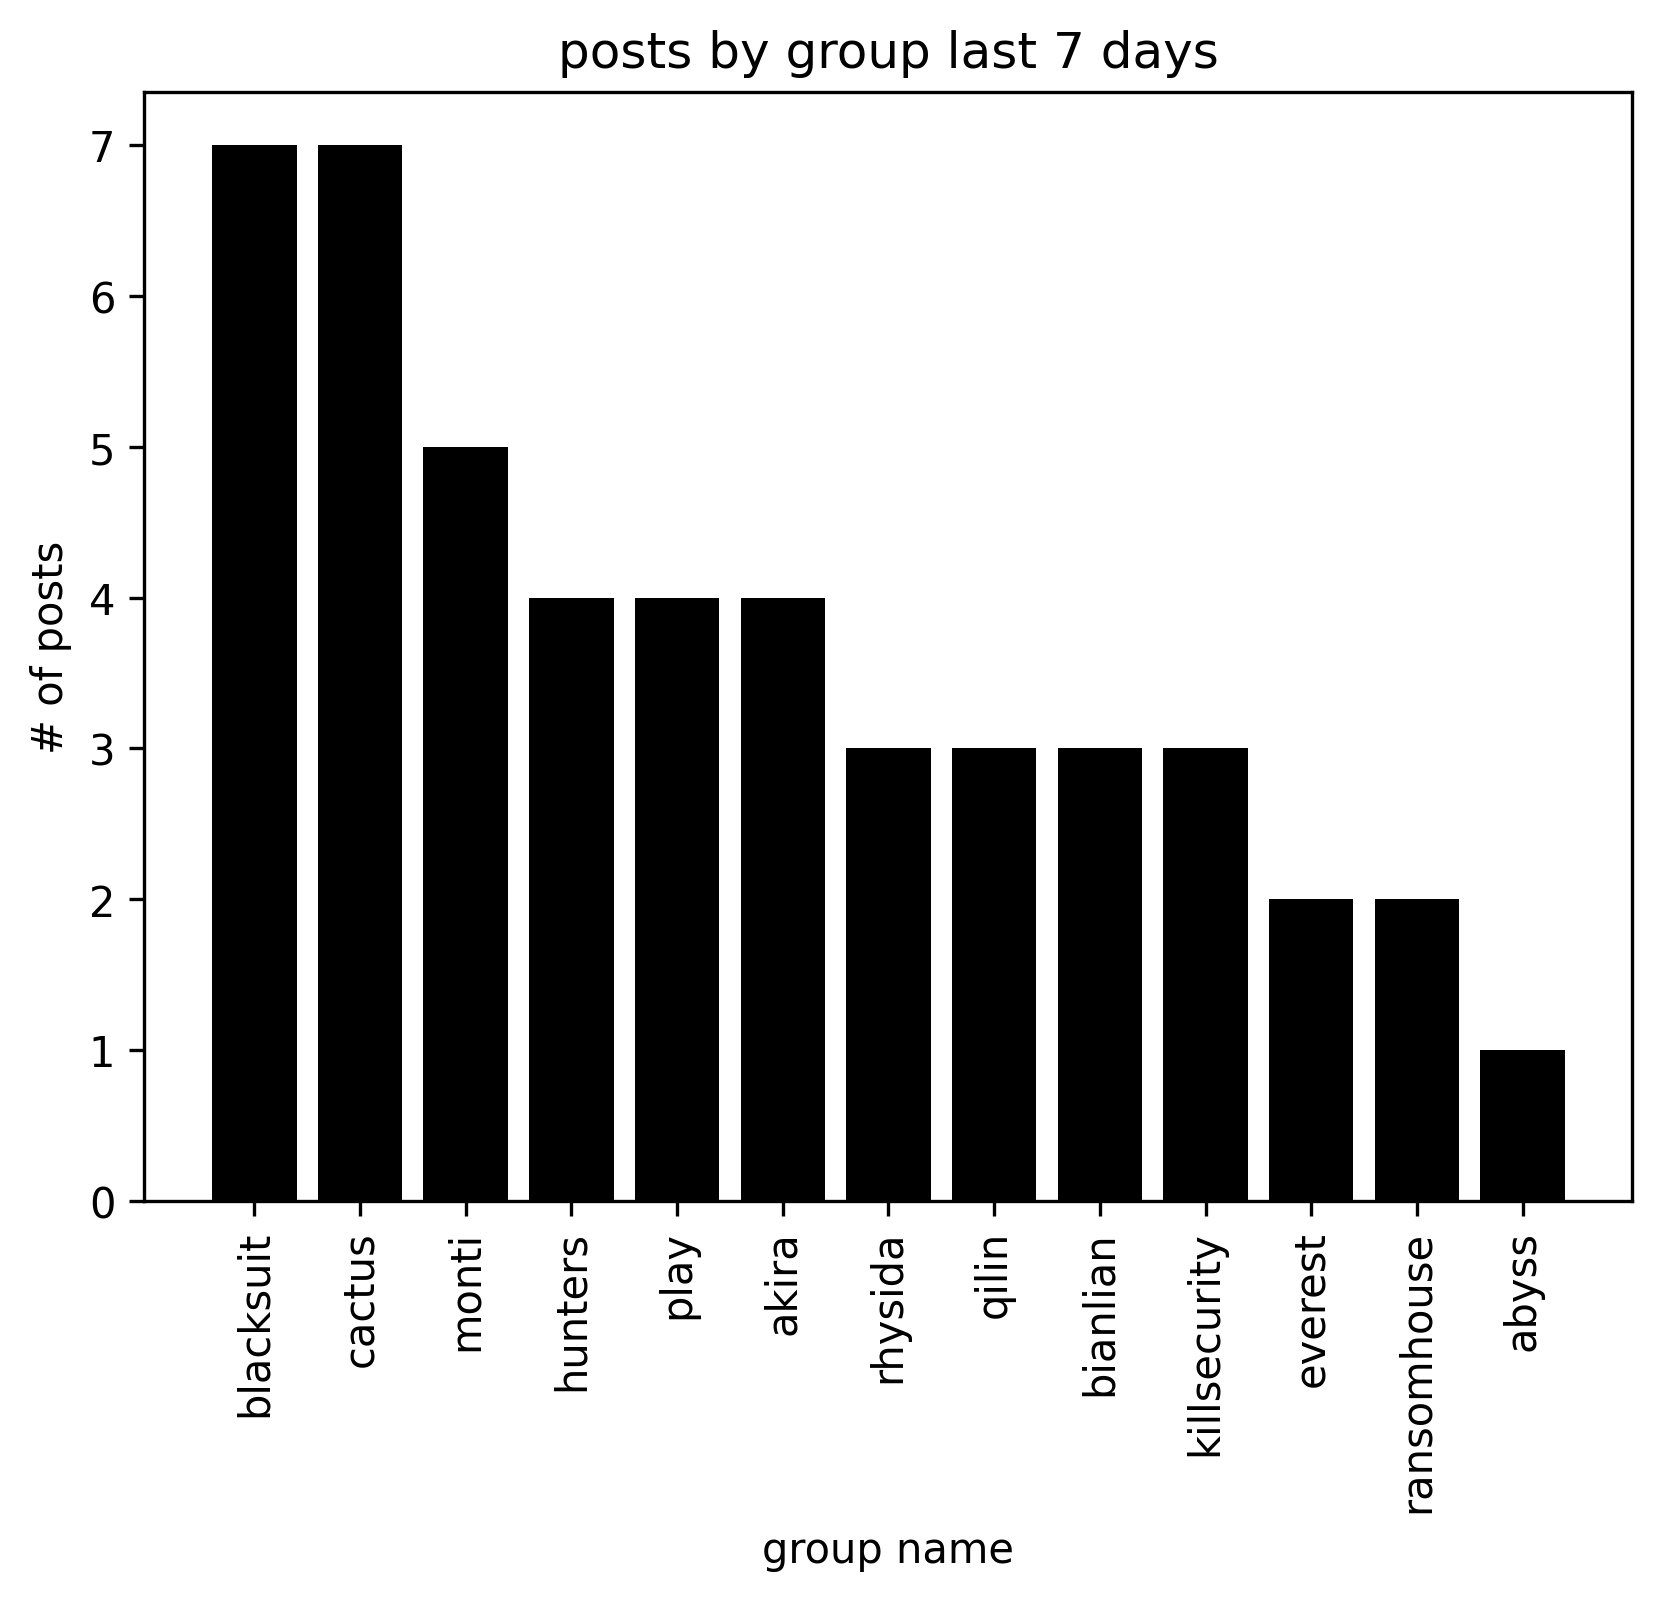 posts by group last 7 days
# of posts
7
6
5
4
3
2
1
0
blacksuit
cactus
monti
hunters
play
akira
rhysida
qilin
bianlian
killsecurity
everest
ransomhouse
abyss
group name